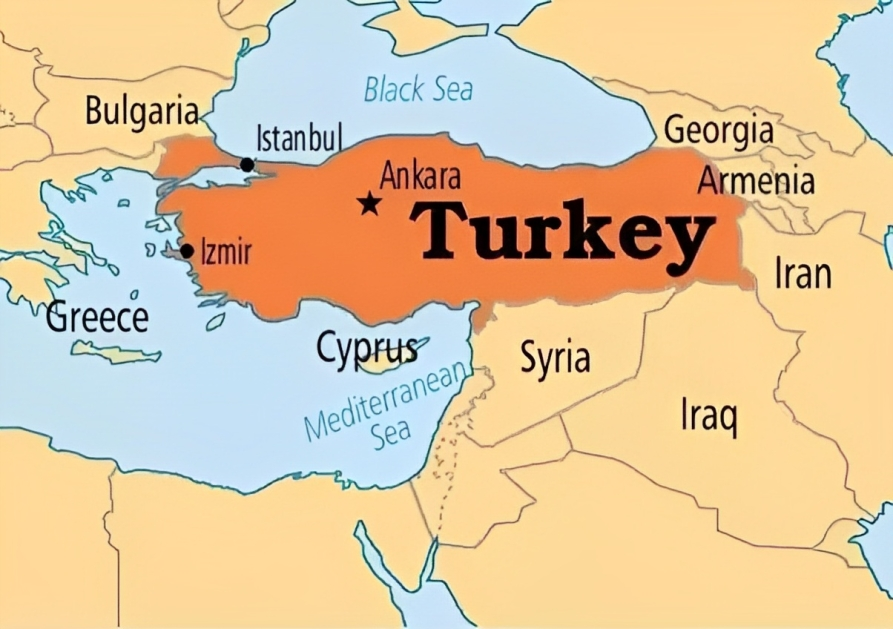 Black Sea
Bulgaria
Istanbul
Georgia
Ankara
Armenia
Turkey
Izmir
Iran
Greece
Cyprus
Syria
Mediterranean
Sea
Iraq